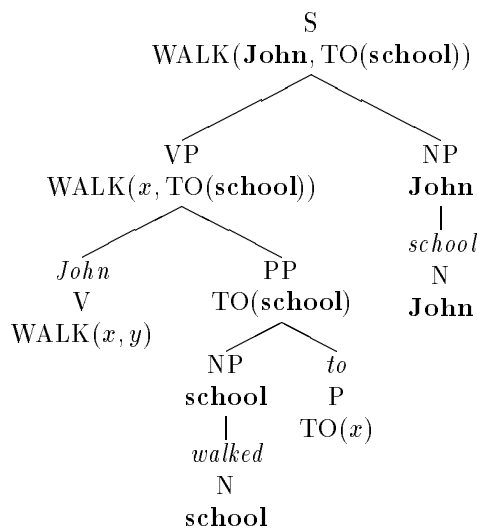 S
WALK(John, TO(school))
VP NP
WALK(x, TO(school)) John
school
John PP N
V TO(school) John
WALK(x, y)
NP to
school P
TO(x)
walked
N
school